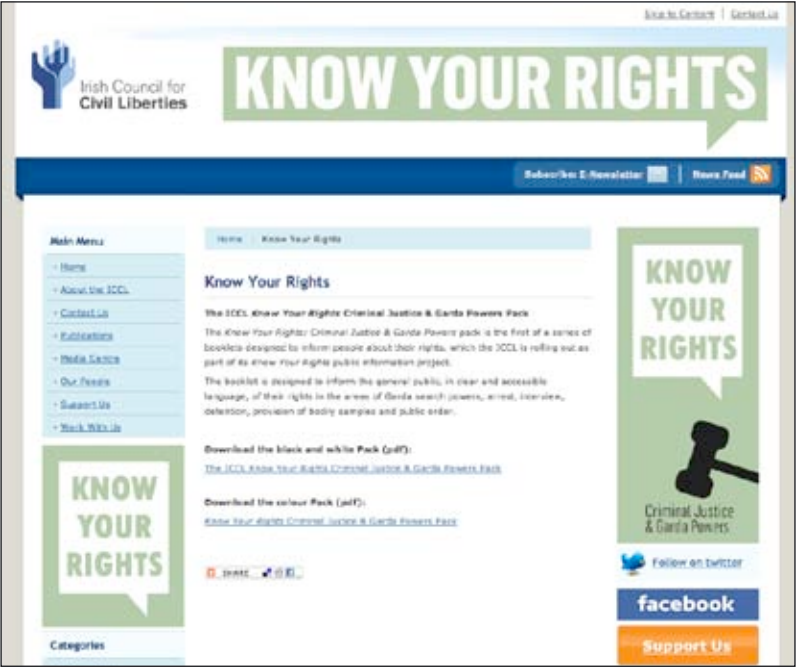 Skip to Content | Contact us
Irish Council for
Civil Liberties
KNOW YOUR RIGHTS
Subscribe: E-Newsletter | News Feed
Main Menu
Home
About the ICCL
Contact Us
Publications
Media Centre
Our People
Support Us
Work With Us
KNOW
YOUR
RIGHTS
Categories
Home Know Your Rights
Know Your Rights
The ICCL Know Your Rights Criminal Justice & Garda Powers Pack
The Know Your Rights: Criminal Justice & Garda Powers pack is the first of a series of
booklets designed to inform people about their rights, which the ICCL is rolling out as
part of its Know Your Rights public information project.
The booklet is designed to inform the general public, in clear and accessible
language, of their rights in the areas of Garda search powers, arrest, interview,
detention, provision of bodily samples and public order.
Download the black and white Pack (pdf):
The ICCL Know Your Rights Criminal Justice & Garda Powers Pack
Download the colour Pack (pdf):
Know Your Rights Criminal Justice & Garda Powers Pack
SHARE
KNOW
YOUR
RIGHTS
Criminal Justice
& Garda Powers
Follow on twitter
facebook
Support Us